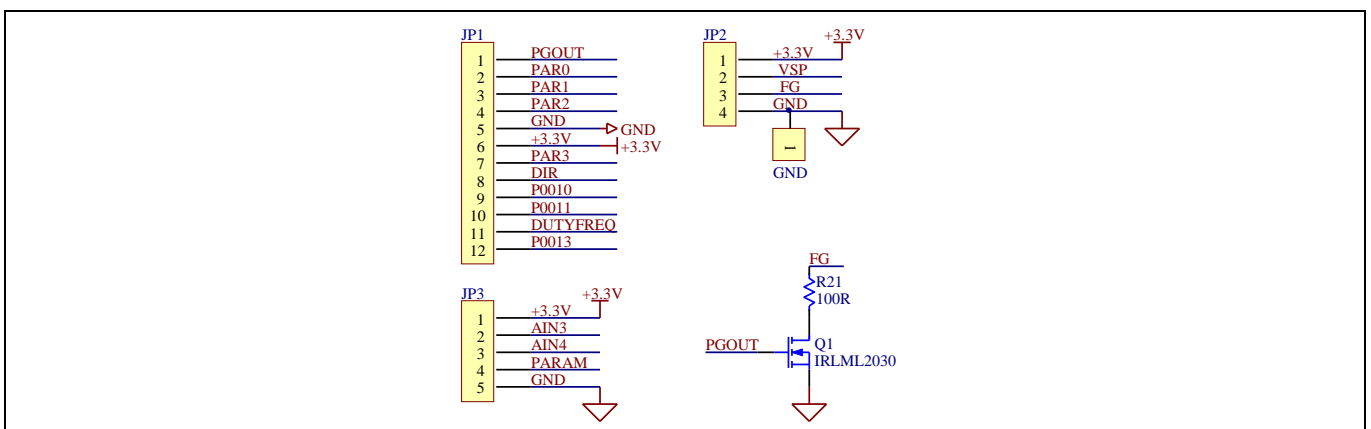 JP1
1 PGOUT
2 PAR0
3 PAR1
4 PAR2
5 GND GND
6 +3.3V +3.3V
7 PAR3
8 DIR
9 P0010
10 P0011
11 DUTYFREQ
12 P0013
JP2 +3.3V
1 +3.3V
2 VSP
3 FG
4 GND
1
GND
JP3 +3.3V
1 +3.3V
2 AIN3
3 AIN4
4 PARAM
5 GND
FG
R21
100R
PGOUT Q1
IRLML2030